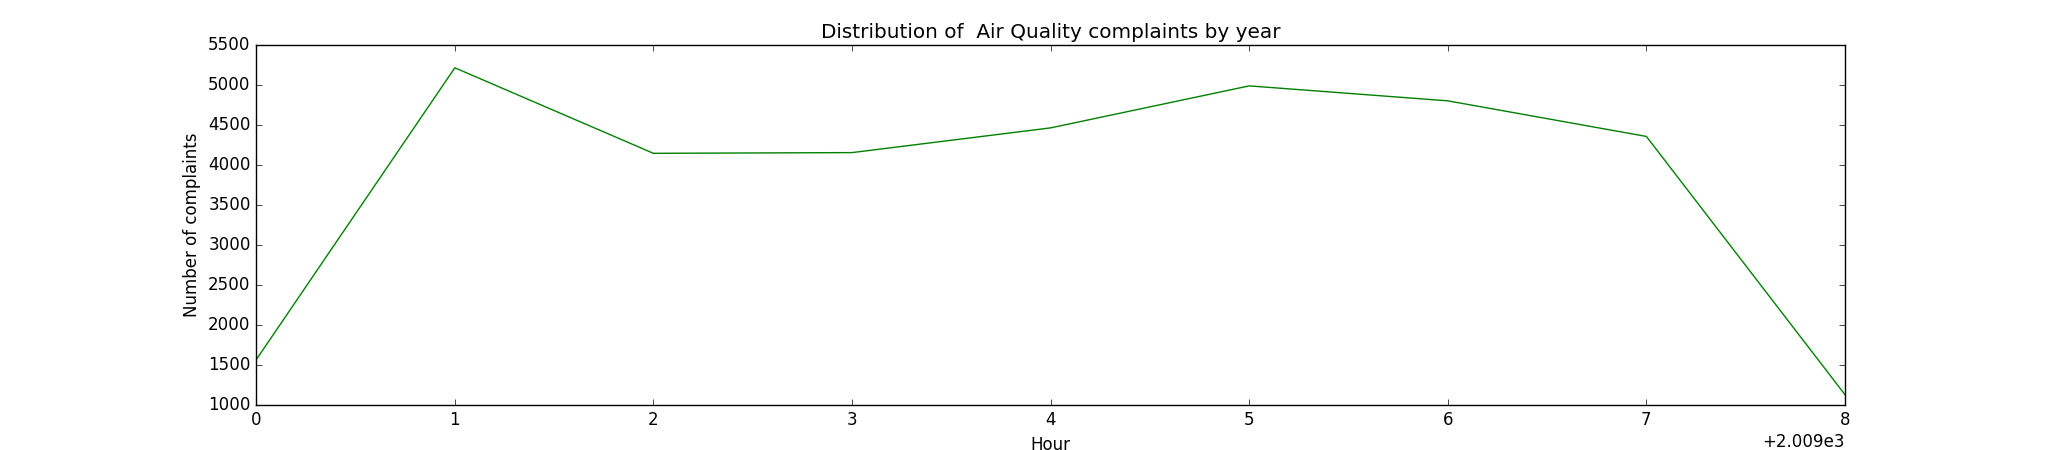 Distribution of  Air Quality complaints by year
5500
5000
4500
4000
3500
3000
2500
2000
1500
1000
Number of complaints
0 1 2 3 4 5 6 7 8
Hour
+2.009e3